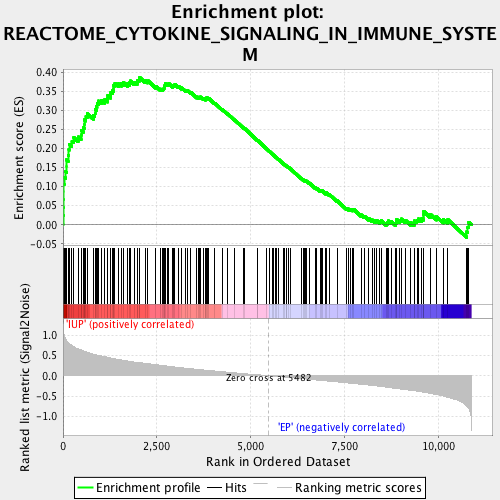 Enrichment plot:
REACTOME_CYTOKINE_SIGNALING_IN_IMMUNE_SYSTE
M
Enrichment score (ES)
0.40
0.35
0.30
0.25
0.20
0.15
0.10
0.05
0.00
-0.05
Ranked list metric (Signal2Noise)
1.0
0.5
0.0
-0.5
-1.0
'IUP' (positively correlated)
Zero cross at 5482
'EP' (negatively correlated)
0
2,500
5,000
7,500
10,000
Rank in Ordered Dataset
Enrichment profile
Hits
Ranking metric scores